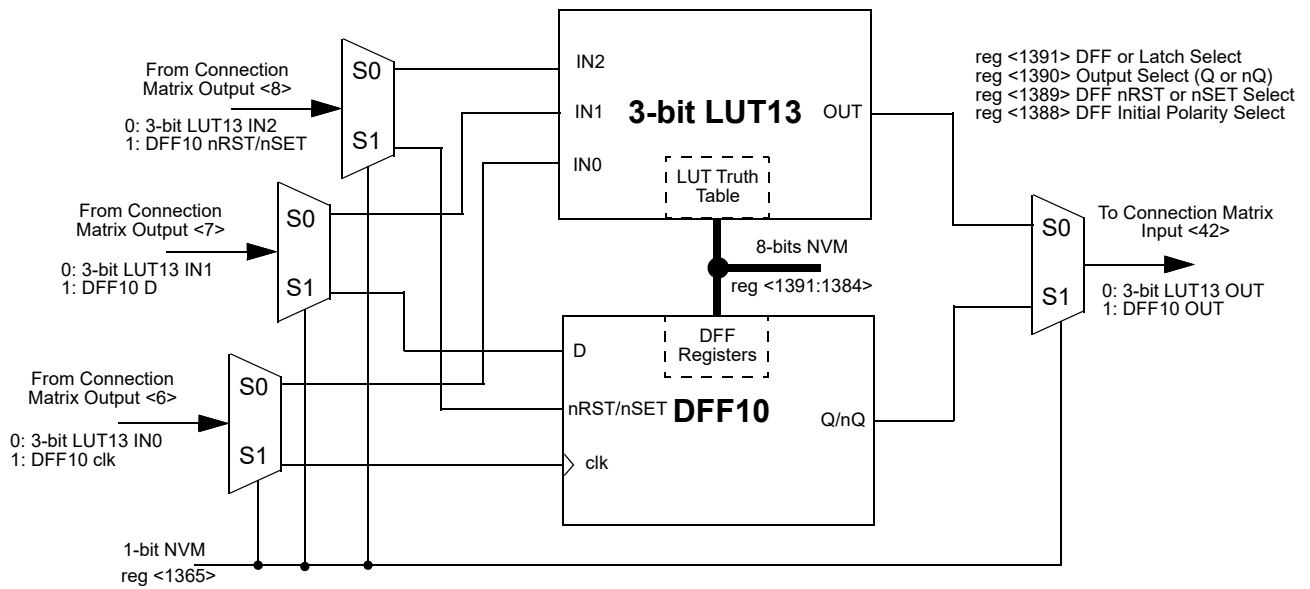 From Connection
Matrix Output <8>
0: 3-bit LUT13 IN2
1: DFF10 nRST/nSET
S0
S1
IN2
IN1
IN0
3-bit LUT13
OUT
LUT Truth
Table
reg <1391> DFF or Latch Select
reg <1390> Output Select (Q or nQ)
reg <1389> DFF nRST or nSET Select
reg <1388> DFF Initial Polarity Select
From Connection
Matrix Output <7>
0: 3-bit LUT13 IN1
1: DFF10 D
S0
S1
8-bits NVM
reg <1391:1384>
S0
S1
To Connection Matrix
Input <42>
0: 3-bit LUT13 OUT
1: DFF10 OUT
From Connection
Matrix Output <6>
0: 3-bit LUT13 IN0
1: DFF10 clk
S0
S1
DFF
Registers
D
nRST/nSET
DFF10
Q/nQ
clk
1-bit NVM
reg <1365>